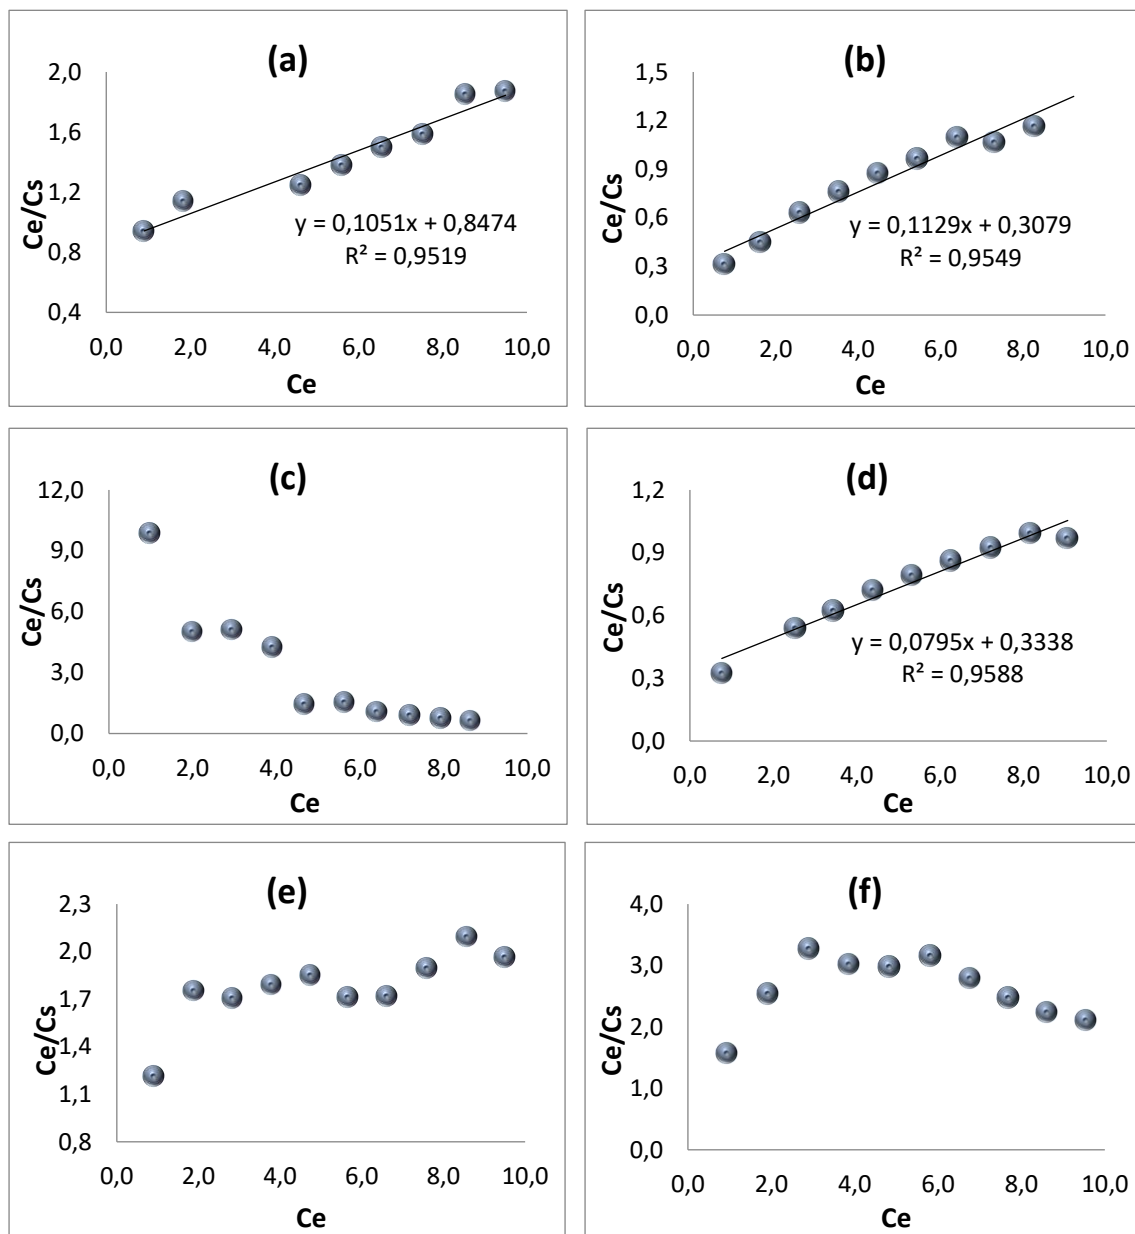 (a)
2,0
1,6
1,2
0,8
0,4
Ce/Cs
y = 0,1051x + 0,8474
R² = 0,9519
0,0 2,0 4,0 6,0 8,0 10,0
Ce
(b)
1,5
1,2
0,9
0,6
0,3
0,0
Ce/Cs
y = 0,1129x + 0,3079
R² = 0,9549
0,0 2,0 4,0 6,0 8,0 10,0
Ce
(c)
12,0
9,0
6,0
3,0
0,0
Ce/Cs
0,0 2,0 4,0 6,0 8,0 10,0
Ce
(d)
1,2
0,9
0,6
0,3
0,0
Ce/Cs
y = 0,0795x + 0,3338
R² = 0,9588
0,0 2,0 4,0 6,0 8,0 10,0
Ce
(e)
2,3
2,0
1,7
1,4
1,1
0,8
Ce/Cs
0,0 2,0 4,0 6,0 8,0 10,0
Ce
(f)
4,0
3,0
2,0
1,0
0,0
Ce/Cs
0,0 2,0 4,0 6,0 8,0 10,0
Ce